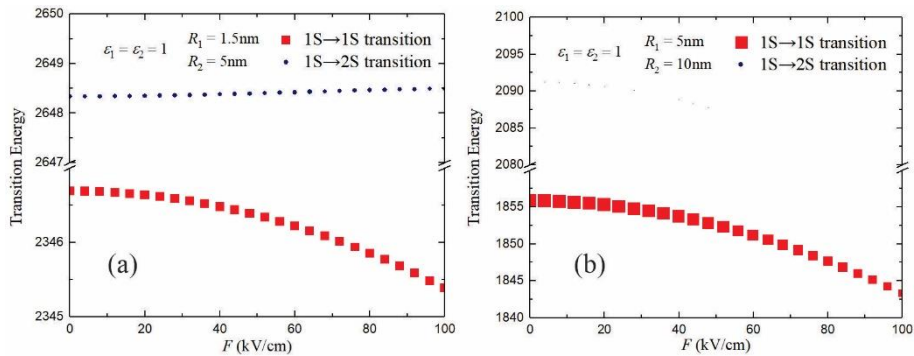 2650
2649
2648
2647
2346
2345
Transition Energy
ε1 = ε2 = 1
R1 = 1.5nm
R2 = 5nm
1S→1S transition
1S→2S transition
(a)
0 20 40 60 80 100
F (kV/cm)
2100
2095
2090
2085
2080
1855
1850
1845
1840
Transition Energy
ε1 = ε2 = 1
R1 = 5nm
R2 = 10nm
1S→1S transition
1S→2S transition
(b)
0 20 40 60 80 100
F (kV/cm)